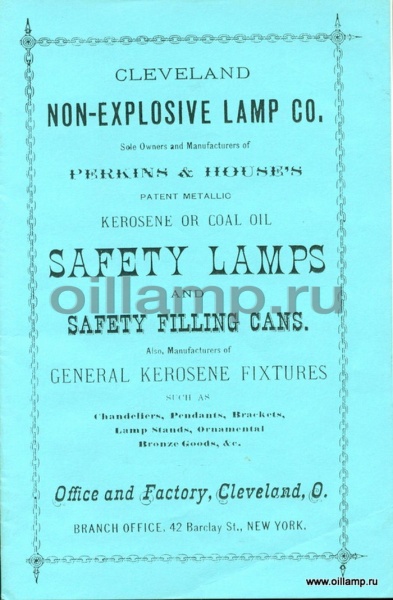 CLEVELAND
NON-EXPLOSIVE LAMP CO.
Sole Owners and Manufacturers of
PERKINS & HOUSE'S
PATENT METALLIC
KEROSENE OR COAL OIL
SAFETY LAMPS
AND
oillamp.ru
SAFETY FILLING CANS.
Also, Manufacturers of
GENERAL KEROSENE FIXTURES
SUCH AS
Chandeliers, Pendants, Brackets,
Lamp Stands, Ornamental
Bronze Goods, &c.
Office and Factory, Cleveland, O.
BRANCH OFFICE, 42 Barclay St., NEW YORK.
www.oillamp.ru